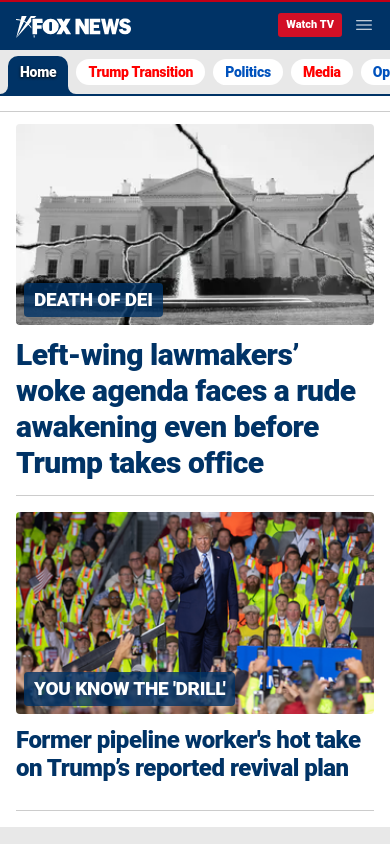 FOX NEWS
Watch TV
Home
Trump Transition
Politics
Media
Op
DEATH OF DEI
Left-wing lawmakers’
woke agenda faces a rude
awakening even before
Trump takes office
YOU KNOW THE 'DRILL'
Former pipeline worker's hot take
on Trump’s reported revival plan